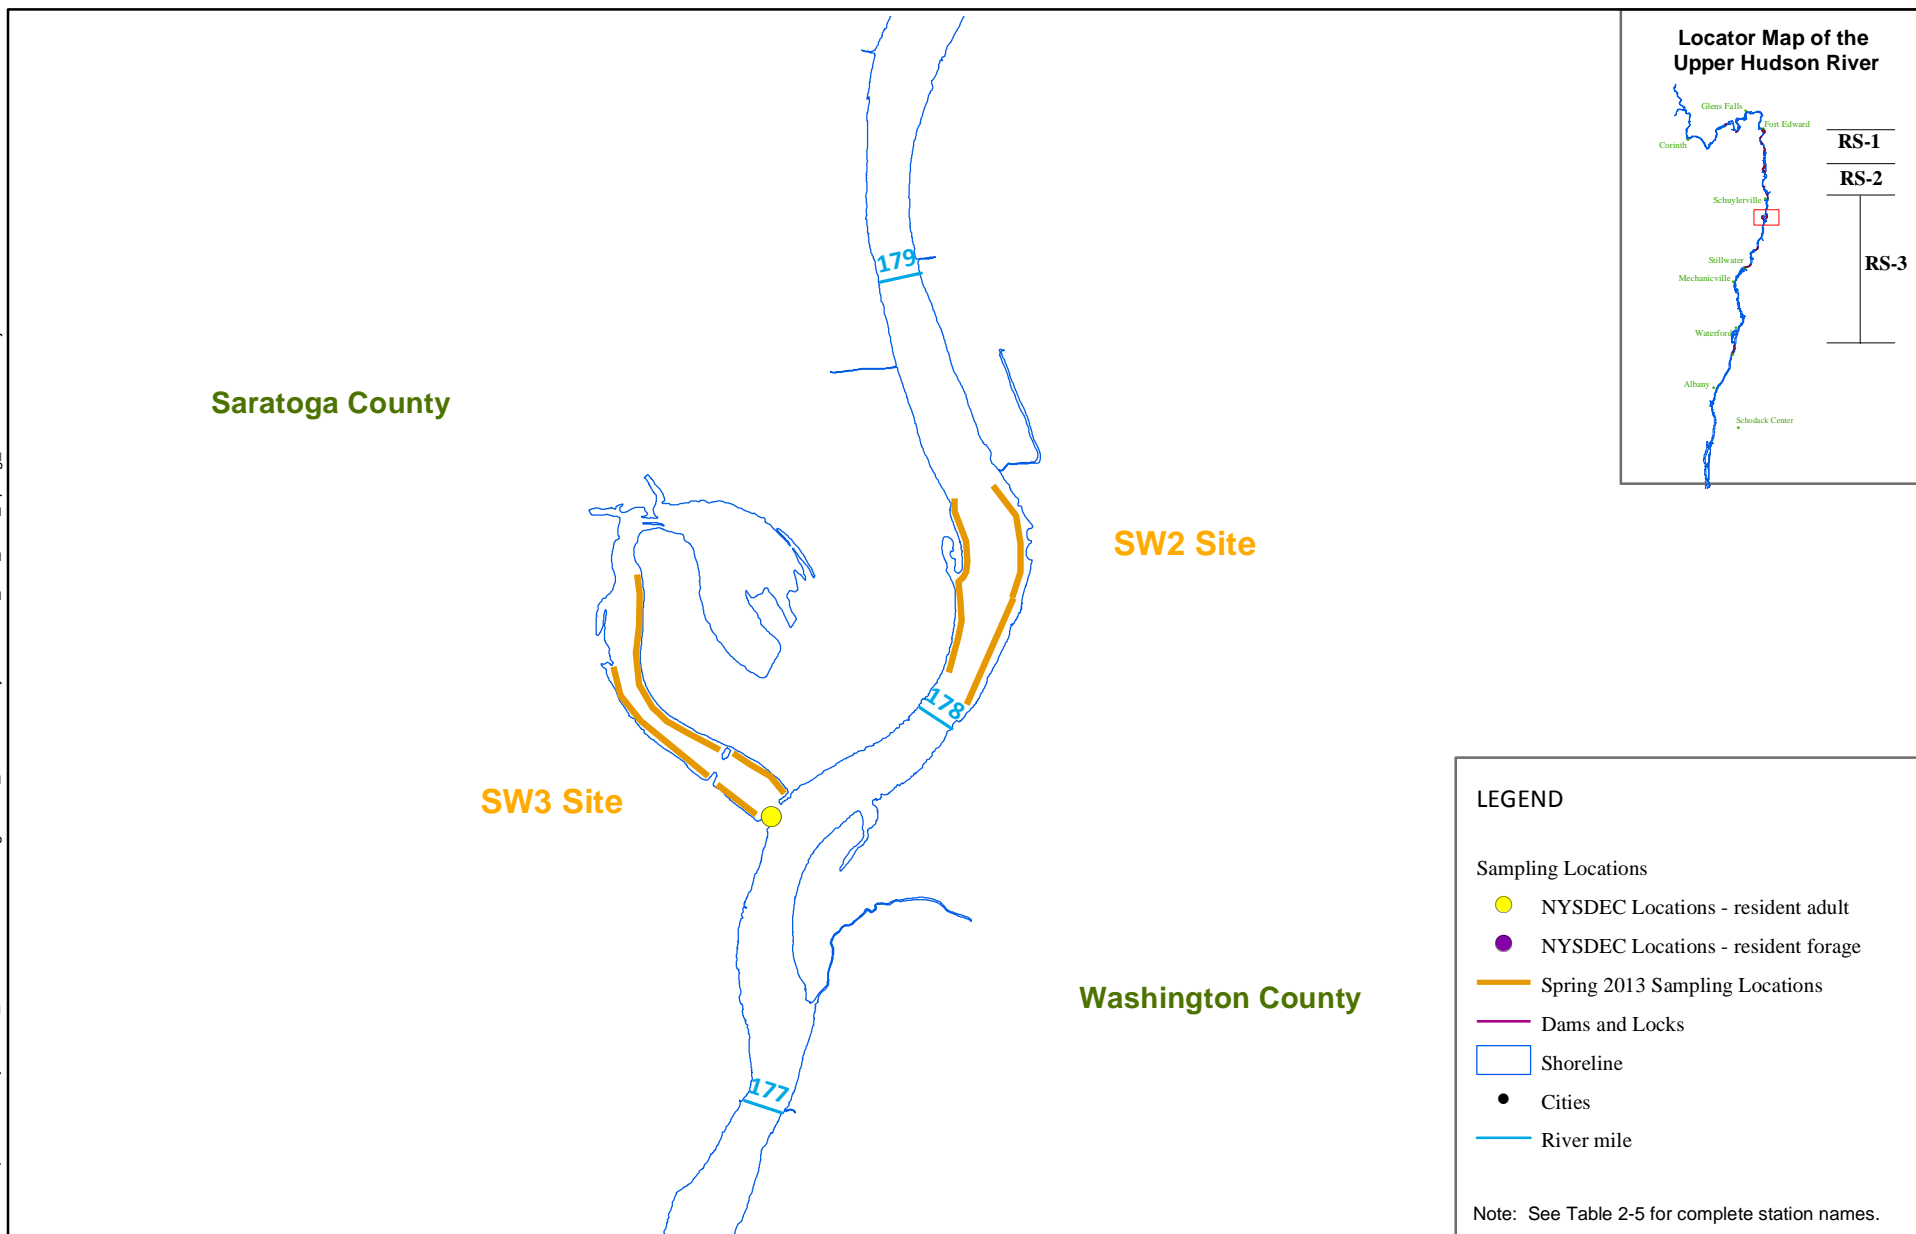 Locator Map of the
Upper Hudson River
Glens Falls
Fort Edward
Corinth
RS-1
RS-2
Schuylerville
Stillwater
RS-3
Mechanicville
Waterford
Albany
Schodack Center
179
Saratoga County
SW2 Site
178
SW3 Site
Washington County
177
LEGEND
Sampling Locations
NYSDEC Locations - resident adult
NYSDEC Locations - resident forage
Spring 2013 Sampling Locations
Dams and Locks
Shoreline
Cities
River mile
Note: See Table 2-5 for complete station names.